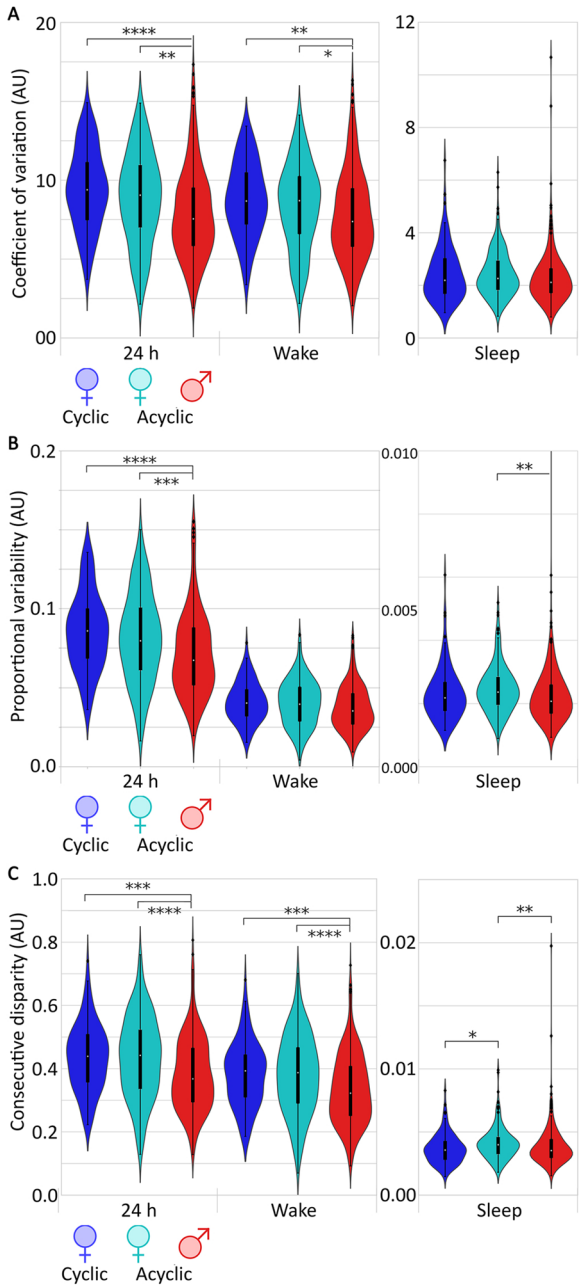 A
Coefficient of variation (AU)
20
10
00
**** ** ** *
12
8
4
0
24 h Wake Sleep
♀ ♀ ♂
Cyclic Acyclic
B
Proportional variability (AU)
0.2
0.1
0.0
**** ***
0.010
0.005
0.000
**
24 h Wake Sleep
♀ ♀ ♂
Cyclic Acyclic
C
Consecutive disparity (AU)
1.0
0.8
0.6
0.4
0.2
0.0
*** **** *** ****
0.02
0.01
0.00
* **
24 h Wake Sleep
♀ ♀ ♂
Cyclic Acyclic